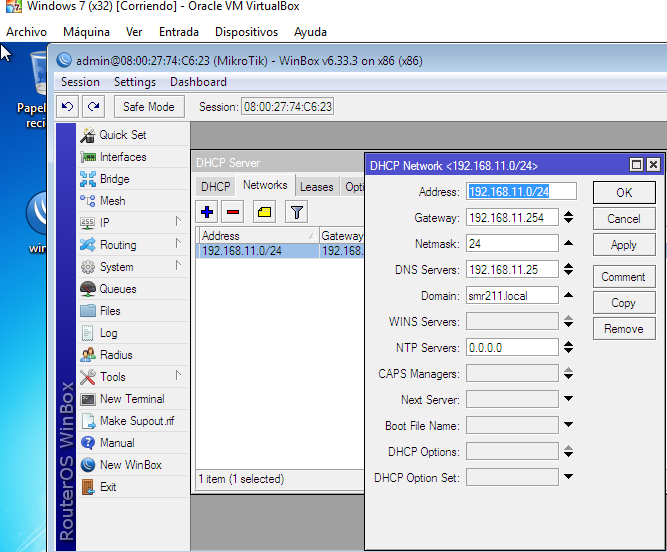 Windows 7 (x32) [Corriendo] - Oracle VM VirtualBox
Archivo Máquina Ver Entrada Dispositivos Ayuda
admin@08:00:27:74:C6:23 (MikroTik) - WinBox v6.33.3 on x86 (x86)
Session Settings Dashboard
Safe Mode Session: 08:00:27:74:C6:23
Papel
reci
win
RouterOS WinBox
Quick Set
Interfaces
Bridge
Mesh
IP
Routing
System
Queues
Files
Log
Radius
Tools
New Terminal
Make Supout.rif
Manual
New WinBox
Exit
DHCP Server
DHCP Networks Leases Opti
Address Gateway
192.168.11.0/24 192.168.
1 item (1 selected)
DHCP Network <192.168.11.0/24>
Address: 192.168.11.0/24
Gateway: 192.168.11.254
Netmask: 24
DNS Servers: 192.168.11.25
Domain: smr211.local
WINS Servers:
NTP Servers: 0.0.0.0
CAPS Managers:
Next Server:
Boot File Name:
DHCP Options:
DHCP Option Set:
OK
Cancel
Apply
Comment
Copy
Remove